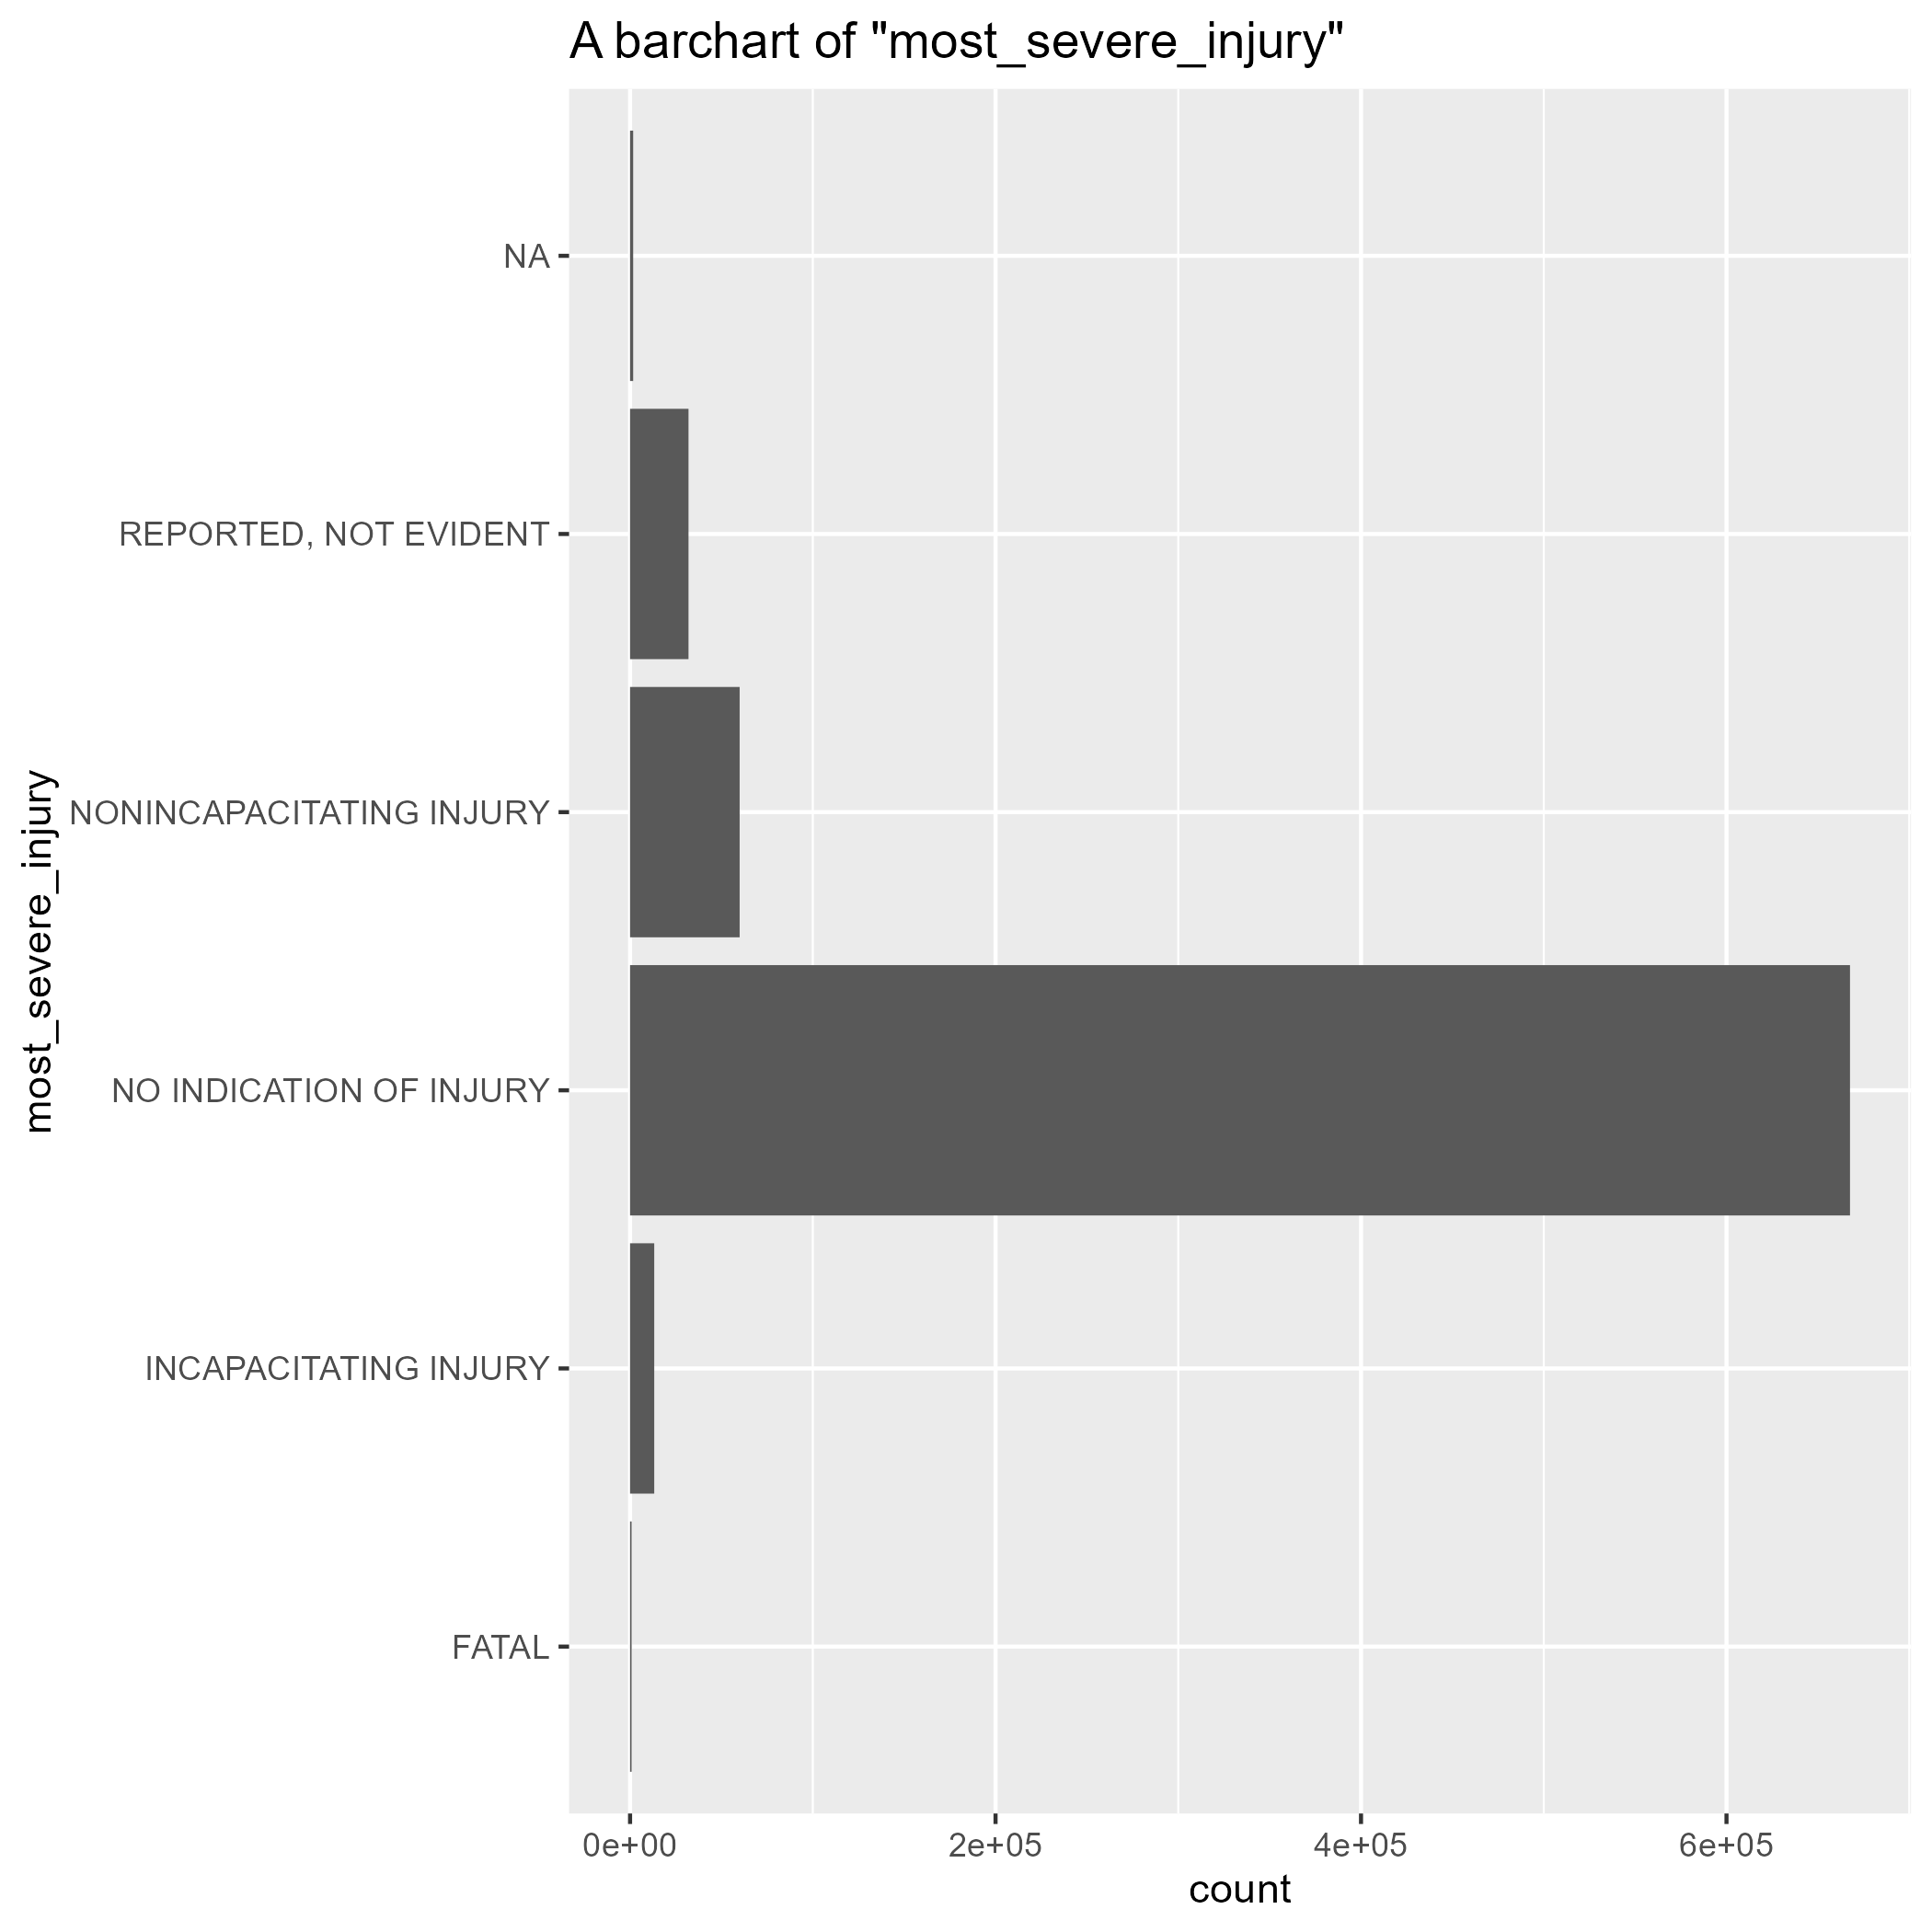 A barchart of "most_severe_injury"
most_severe_injury
NA
REPORTED, NOT EVIDENT
NONINCAPACITATING INJURY
NO INDICATION OF INJURY
INCAPACITATING INJURY
FATAL
0e+00 2e+05 4e+05 6e+05
count